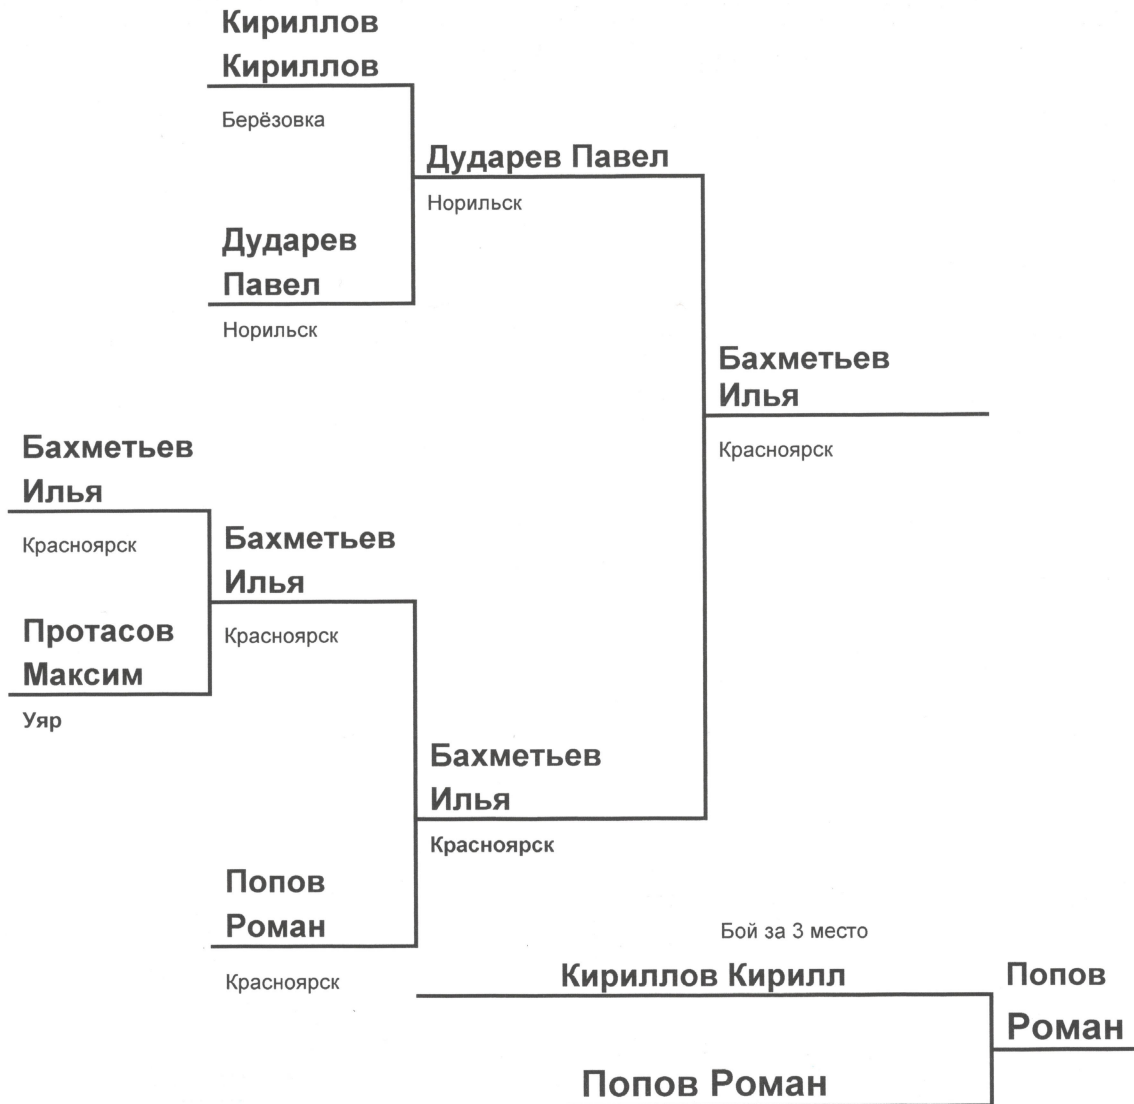 Кириллов
Кириллов
Берёзовка
Дударев Павел
Норильск
Дударев
Павел
Норильск
Бахметьев
Илья
Красноярск
Бахметьев
Илья
Красноярск
Бахметьев
Илья
Красноярск
Протасов
Максим
Уяр
Бахметьев
Илья
Красноярск
Попов
Роман
Красноярск
Бой за 3 место
Кириллов Кирилл
Попов
Роман
Попов Роман